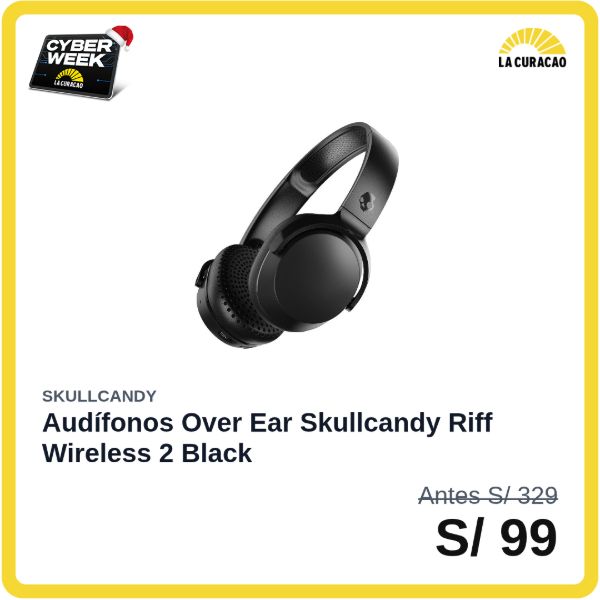 CYBER
WEEK
LA CURACAO
LA CURACAO
SKULLCANDY
Audífonos Over Ear Skullcandy Riff
Wireless 2 Black
Antes S/ 329
S/ 99